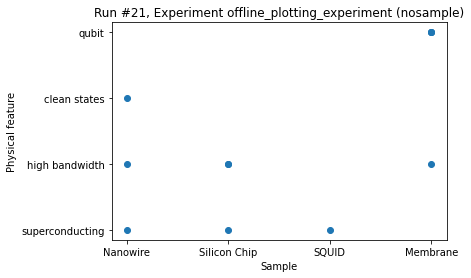 Run #21, Experiment offline_plotting_experiment (nosample)
qubit
clean states
high bandwidth
superconducting
Physical feature
Nanowire Silicon Chip SQUID Membrane
Sample